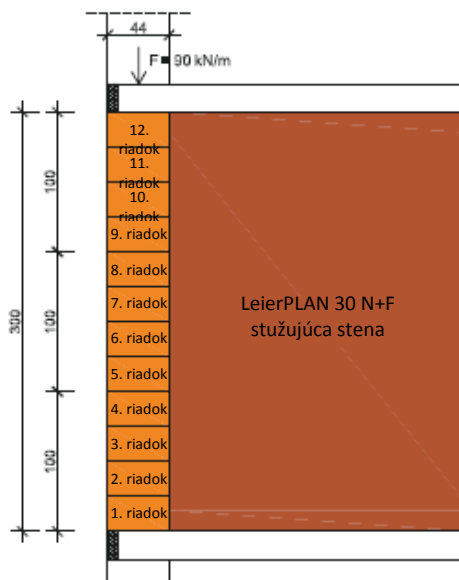 44
F = 90 kN/m
12.
riadok
11.
riadok
10.
riadok
9. riadok
8. riadok
7. riadok
6. riadok
5. riadok
4. riadok
3. riadok
2. riadok
1. riadok
100
100
100
300
LeierPLAN 30 N+F
stužujúca stena